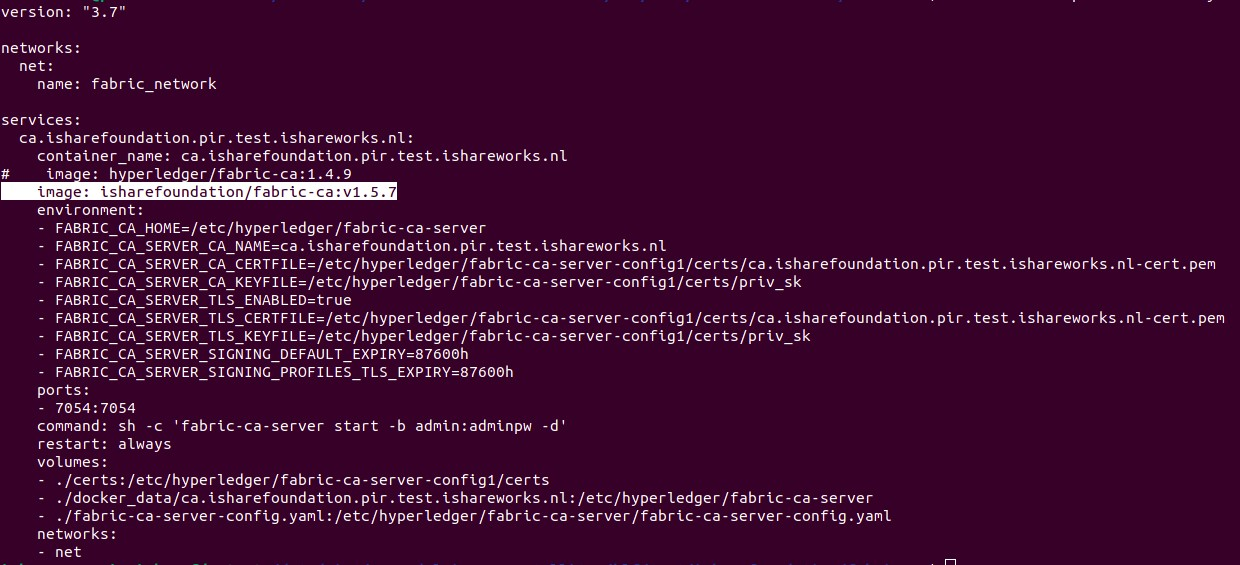 version: "3.7"

networks:
  net:
    name: fabric_network

services:
  ca.isharefoundation.pir.test.ishareworks.nl:
    container_name: ca.isharefoundation.pir.test.ishareworks.nl
#    image: hyperledger/fabric-ca:1.4.9
    image: isharefoundation/fabric-ca:v1.5.7
    environment:
    - FABRIC_CA_HOME=/etc/hyperledger/fabric-ca-server
    - FABRIC_CA_SERVER_CA_NAME=ca.isharefoundation.pir.test.ishareworks.nl
    - FABRIC_CA_SERVER_CA_CERTFILE=/etc/hyperledger/fabric-ca-server-config1/certs/ca.isharefoundation.pir.test.ishareworks.nl-cert.pem
    - FABRIC_CA_SERVER_CA_KEYFILE=/etc/hyperledger/fabric-ca-server-config1/certs/priv_sk
    - FABRIC_CA_SERVER_TLS_ENABLED=true
    - FABRIC_CA_SERVER_TLS_CERTFILE=/etc/hyperledger/fabric-ca-server-config1/certs/ca.isharefoundation.pir.test.ishareworks.nl-cert.pem
    - FABRIC_CA_SERVER_TLS_KEYFILE=/etc/hyperledger/fabric-ca-server-config1/certs/priv_sk
    - FABRIC_CA_SERVER_SIGNING_DEFAULT_EXPIRY=87600h
    - FABRIC_CA_SERVER_SIGNING_PROFILES_TLS_EXPIRY=87600h
    ports:
    - 7054:7054
    command: sh -c 'fabric-ca-server start -b admin:adminpw -d'
    restart: always
    volumes:
    - ./certs:/etc/hyperledger/fabric-ca-server-config1/certs
    - ./docker_data/ca.isharefoundation.pir.test.ishareworks.nl:/etc/hyperledger/fabric-ca-server
    - ./fabric-ca-server-config.yaml:/etc/hyperledger/fabric-ca-server/fabric-ca-server-config.yaml
    networks:
    - net